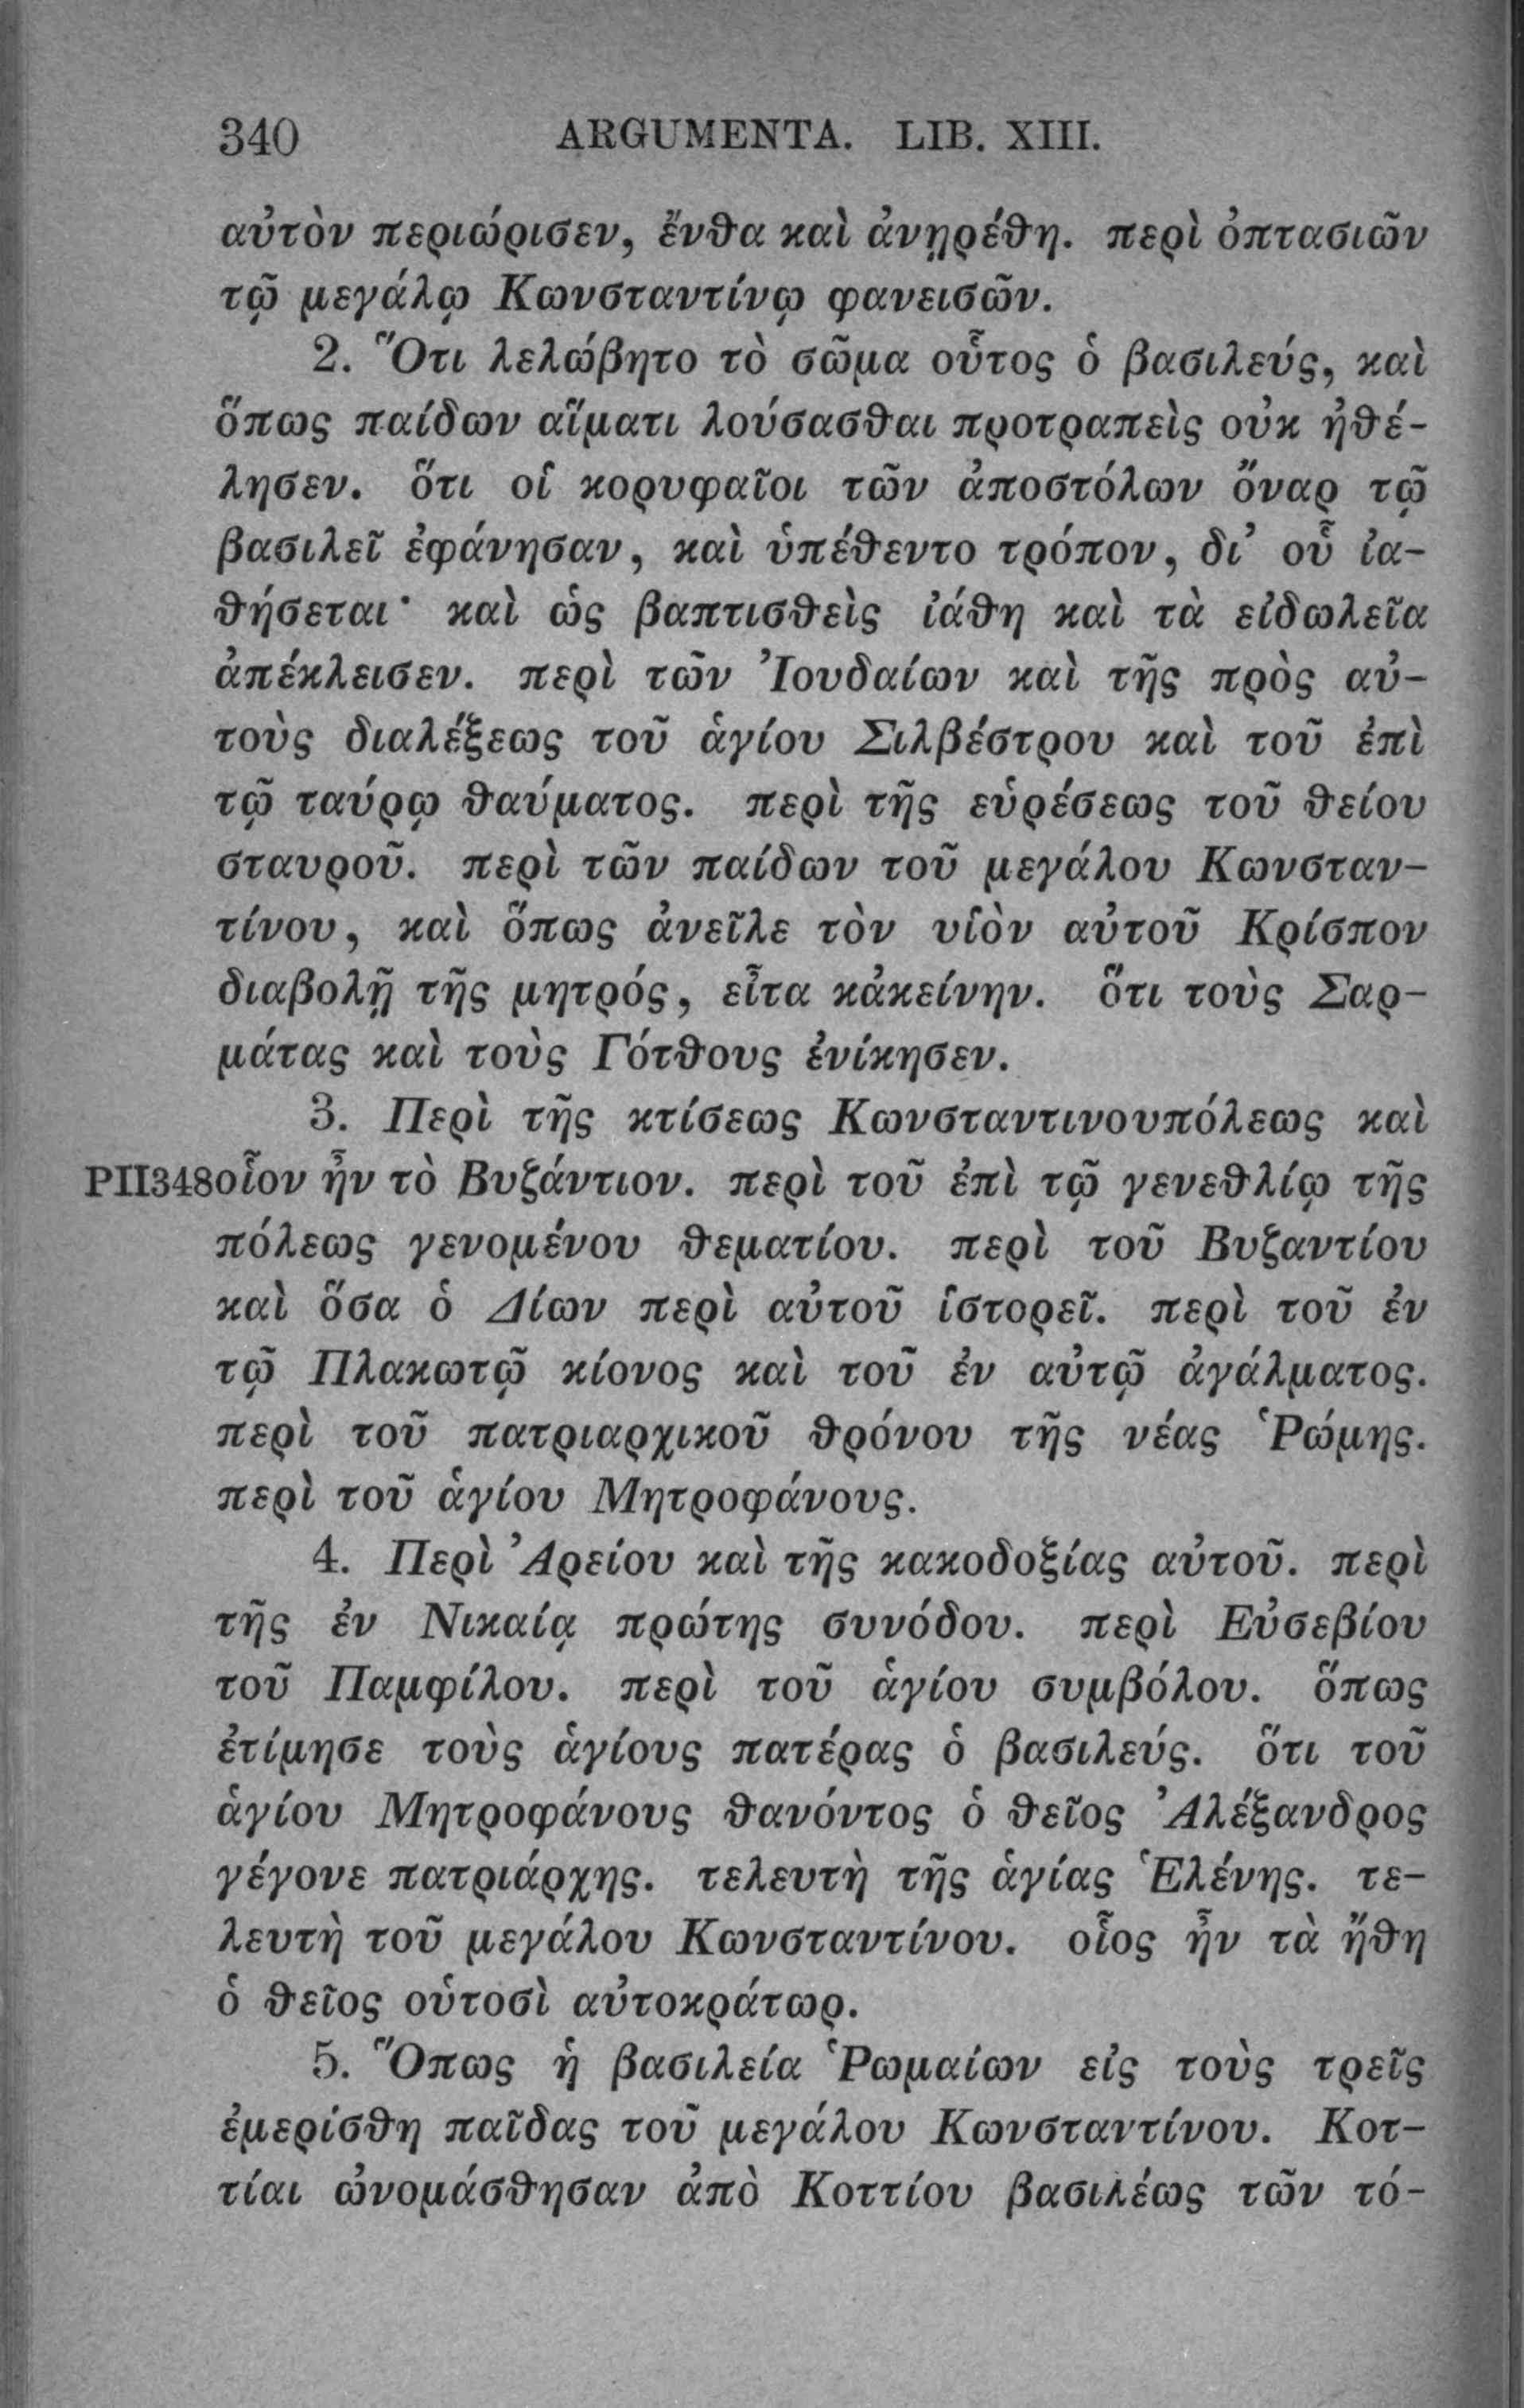 340 ARGUMENTA. LIB. XIII.
αὐτὸν περιώρισεν, ἔνθα καὶ ἀνῃρέθη. περὶ ὀπτασιῶν
τῷ μεγάλῳ Κωνσταντίνῳ φανεισῶν.
2. Ὅτι λελώβητο τὸ σῶμα οὗτος ὁ βασιλεύς, καὶ
ὅπως παίδων αἵματι λούσασθαι προτραπεὶς οὐκ ἠθέ-
λησεν. ὅτι οἱ κορυφαῖοι τῶν ἀποστόλων ὄναρ τῷ
βασιλεῖ ἐφάνησαν, καὶ ὑπέθεντο τρόπον, δι’ οὗ ἰα-
θήσεται· καὶ ὡς βαπτισθεὶς ἰάθη καὶ τὰ εἰδωλεῖα
ἀπέκλεισεν. περὶ τῶν Ἰουδαίων καὶ τῆς πρὸς αὐ-
τοὺς διαλέξεως τοῦ ἁγίου Σιλβέστρου καὶ τοῦ ἐπὶ
τῷ ταύρῳ θαύματος. περὶ τῆς εὑρέσεως τοῦ θείου
σταυροῦ. περὶ τῶν παίδων τοῦ μεγάλου Κωνσταν-
τίνου, καὶ ὅπως ἀνεῖλε τὸν υἱὸν αὐτοῦ Κρίσπον
διαβολῇ τῆς μητρός, εἶτα κἀκείνην. ὅτι τοὺς Σαρ-
μάτας καὶ τοὺς Γότθους ἐνίκησεν.
3. Περὶ τῆς κτίσεως Κωνσταντινουπόλεως καὶ
PII348 οἷον ἦν τὸ Βυζάντιον. περὶ τοῦ ἐπὶ τῷ γενεθλίῳ τῆς
πόλεως γενομένου θεματίου. περὶ τοῦ Βυζαντίου
καὶ ὅσα ὁ Δίων περὶ αὐτοῦ ἱστορεῖ. περὶ τοῦ ἐν
τῷ Πλακωτῷ κίονος καὶ τοῦ ἐν αὐτῷ ἀγάλματος.
περὶ τοῦ πατριαρχικοῦ θρόνου τῆς νέας Ῥώμης.
περὶ τοῦ ἁγίου Μητροφάνους.
4. Περὶ Ἀρείου καὶ τῆς κακοδοξίας αὐτοῦ. περὶ
τῆς ἐν Νικαίᾳ πρώτης συνόδου. περὶ Εὐσεβίου
τοῦ Παμφίλου. περὶ τοῦ ἁγίου συμβόλου. ὅπως
ἐτίμησε τοὺς ἁγίους πατέρας ὁ βασιλεύς. ὅτι τοῦ
ἁγίου Μητροφάνους θανόντος ὁ θεῖος Ἀλέξανδρος
γέγονε πατριάρχης. τελευτὴ τῆς ἁγίας Ἑλένης. τε-
λευτὴ τοῦ μεγάλου Κωνσταντίνου. οἷος ἦν τὰ ἤθη
ὁ θεῖος οὑτοσὶ αὐτοκράτωρ.
5. Ὅπως ἡ βασιλεία Ῥωμαίων εἰς τοὺς τρεῖς
ἐμερίσθη παῖδας τοῦ μεγάλου Κωνσταντίνου. Κοτ-
τίαι ὠνομάσθησαν ἀπὸ Κοττίου βασιλέως τῶν τό-